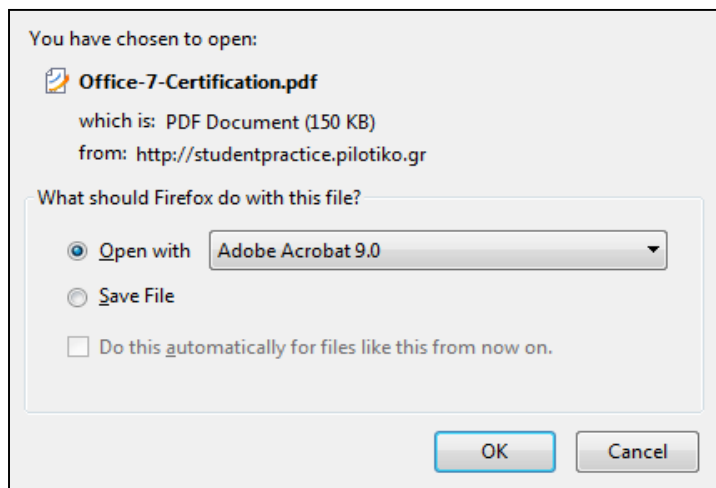 You have chosen to open:
Office-7-Certification.pdf
which is: PDF Document (150 KB)
from: http://studentpractice.pilotiko.gr
What should Firefox do with this file?
Open with Adobe Acrobat 9.0
Save File
Do this automatically for files like this from now on.
OK Cancel